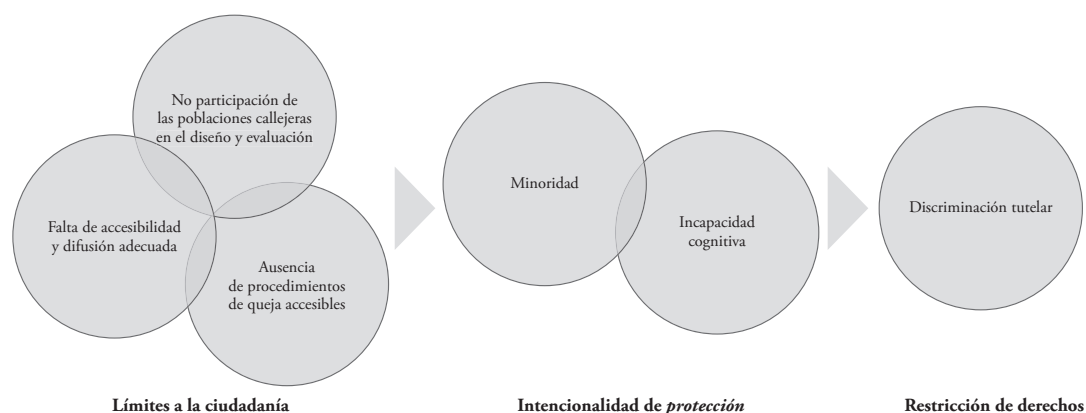 No participación de
las poblaciones callejeras
en el diseño y evaluación
Falta de accesibilidad
y difusión adecuada
Ausencia
de procedimientos
de queja accesibles
Minoridad
Incapacidad
cognitiva
Discriminación tutelar
Límites a la ciudadanía
Intencionalidad de protección
Restricción de derechos